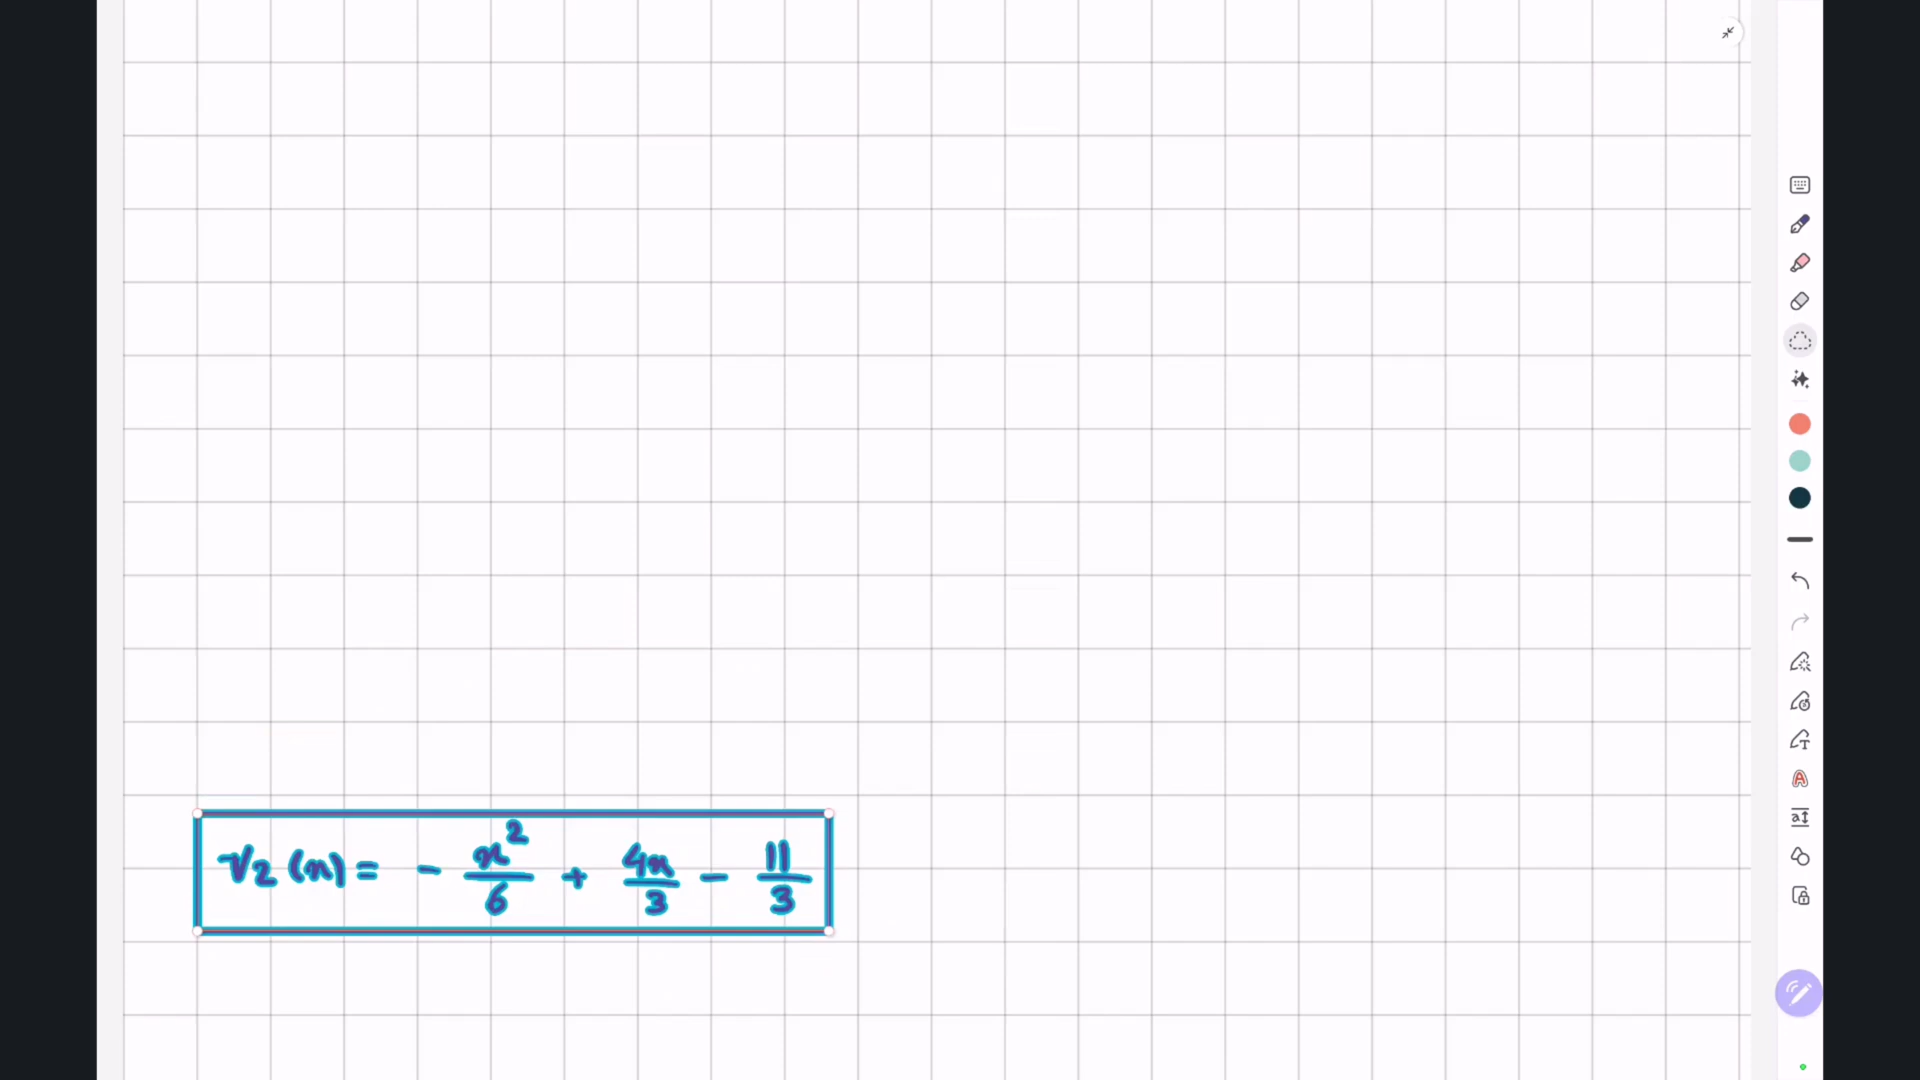 V₂(x) = - x²/6 + 4x/3 - 11/3